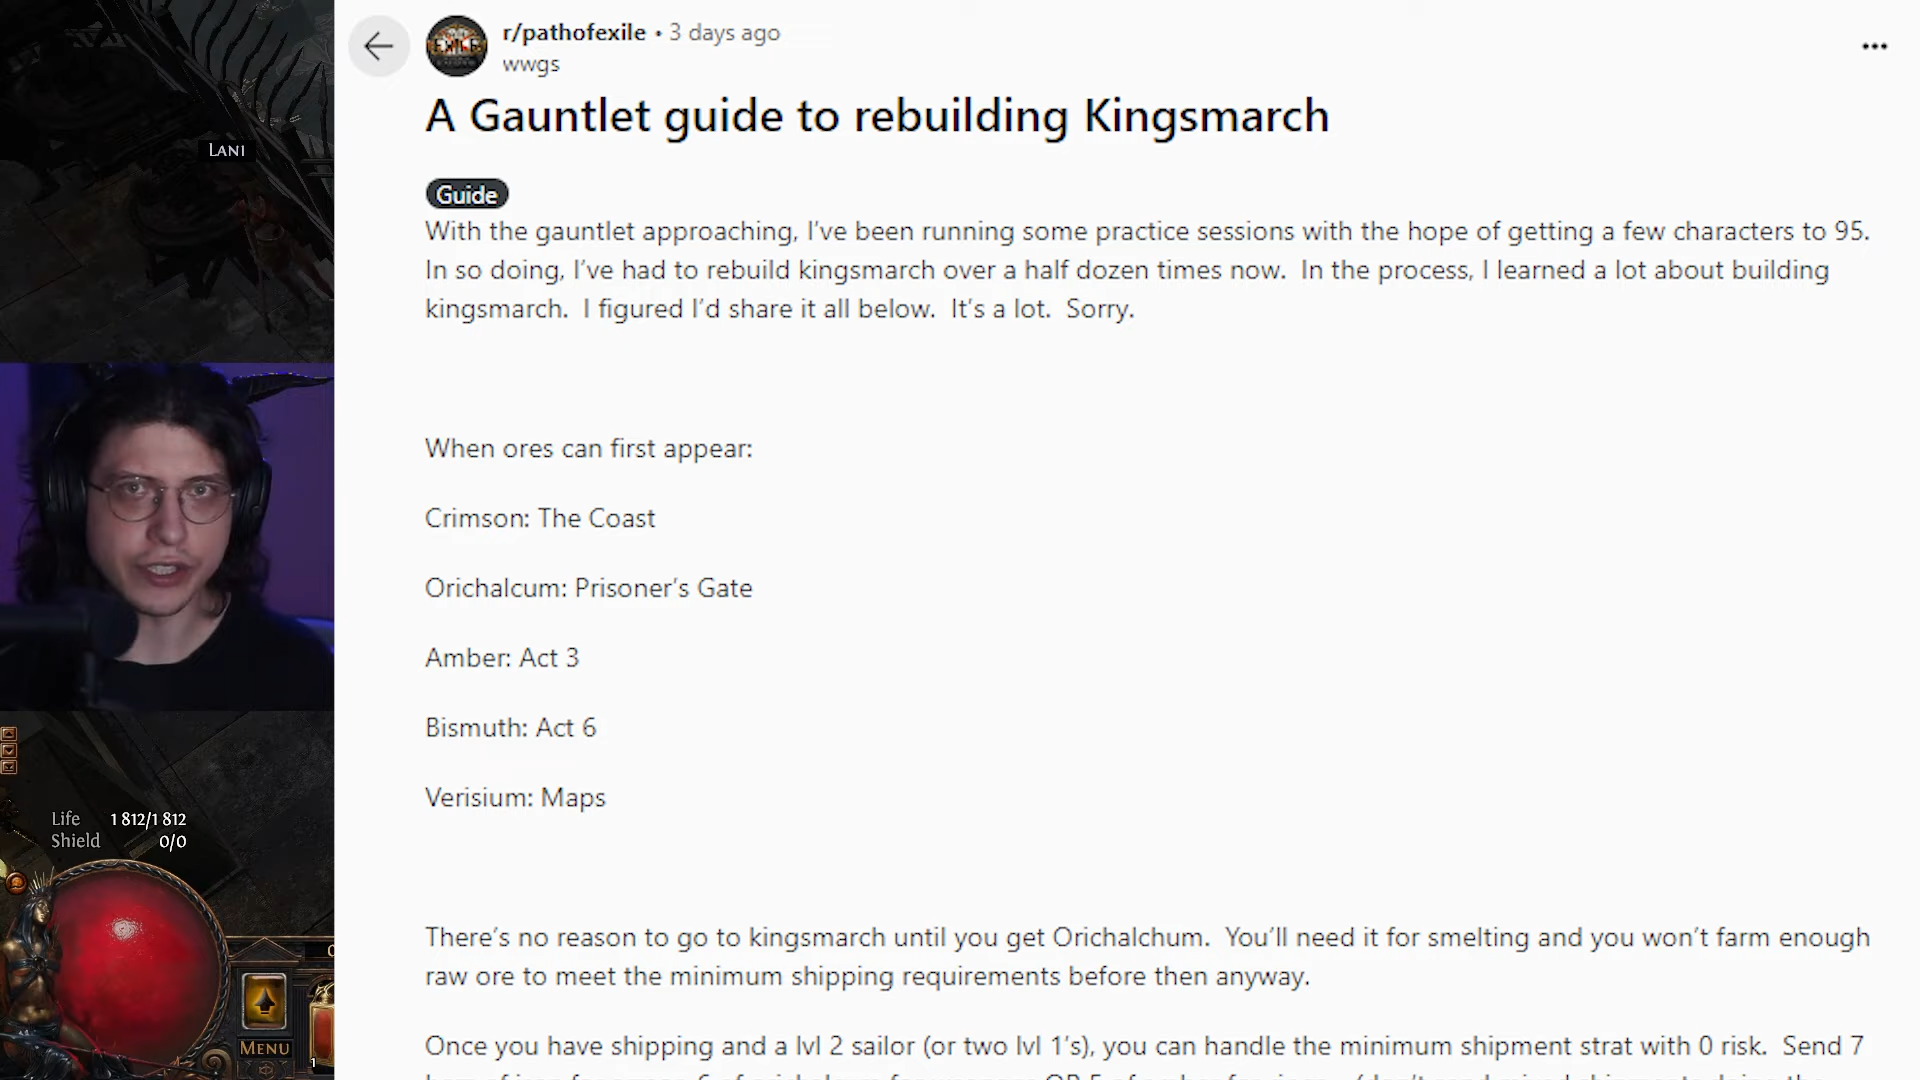 r/pathofexile • 3 days ago
wwgs
A Gauntlet guide to rebuilding Kingsmarch
Guide
With the gauntlet approaching, I've been running some practice sessions with the hope of getting a few characters to 95.
In so doing, I've had to rebuild kingsmarch over a half dozen times now. In the process, I learned a lot about building
kingsmarch. I figured I'd share it all below. It's a lot. Sorry.
When ores can first appear:
Crimson: The Coast
Orichalcum: Prisoner's Gate
Amber: Act 3
Bismuth: Act 6
Verisium: Maps
There's no reason to go to kingsmarch until you get Orichalchum. You'll need it for smelting and you won't farm enough
raw ore to meet the minimum shipping requirements before then anyway.
Once you have shipping and a lvl 2 sailor (or two lvl 1's), you can handle the minimum shipment strat with 0 risk. Send 7
LANI
Life 1 812/1 812
Shield 0/0
MENU
1